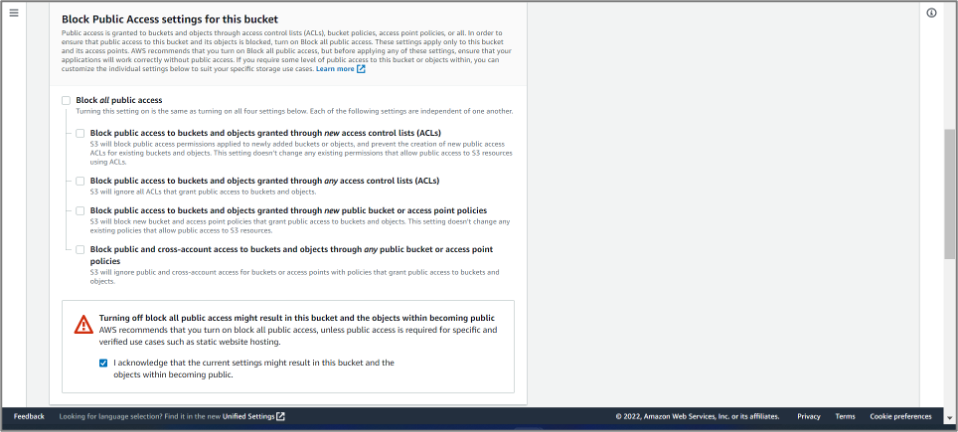 Block Public Access settings for this bucket
Public access is granted to buckets and objects through access control lists (ACLs), bucket policies, access point policies, or all. In order to
ensure that public access to this bucket and its objects is blocked, turn on Block all public access. These settings apply only to this bucket
and its access points. AWS recommends that you turn on Block all public access, but before applying any of these settings, ensure that your
applications will work correctly without public access. If you require some level of public access to this bucket or objects within, you can
customize the individual settings below to suit your specific storage use cases. Learn more
Block all public access
Turning this setting on is the same as turning on all four settings below. Each of the following settings are independent of one another.
Block public access to buckets and objects granted through new access control lists (ACLs)
S3 will block public access permissions applied to newly added buckets or objects, and prevent the creation of new public access
ACLs for existing buckets and objects. This setting doesn't change any existing permissions that allow public access to S3 resources
using ACLs.
Block public access to buckets and objects granted through any access control lists (ACLs)
S3 will ignore all ACLs that grant public access to buckets and objects.
Block public access to buckets and objects granted through new public bucket or access point policies
S3 will block new bucket and access point policies that grant public access to buckets and objects. This setting doesn't change any
existing policies that allow public access to S3 resources.
Block public and cross-account access to buckets and objects through any public bucket or access point
policies
S3 will ignore public and cross-account access for buckets or access points with policies that grant public access to buckets and
objects.
Turning off block all public access might result in this bucket and the objects within becoming public
AWS recommends that you turn on block all public access, unless public access is required for specific and
verified use cases such as static website hosting.
I acknowledge that the current settings might result in this bucket and the
objects within becoming public.
Feedback Looking for language selection? Find it in the new Unified Settings © 2022, Amazon Web Services, Inc. or its affiliates. Privacy Terms Cookie preferences